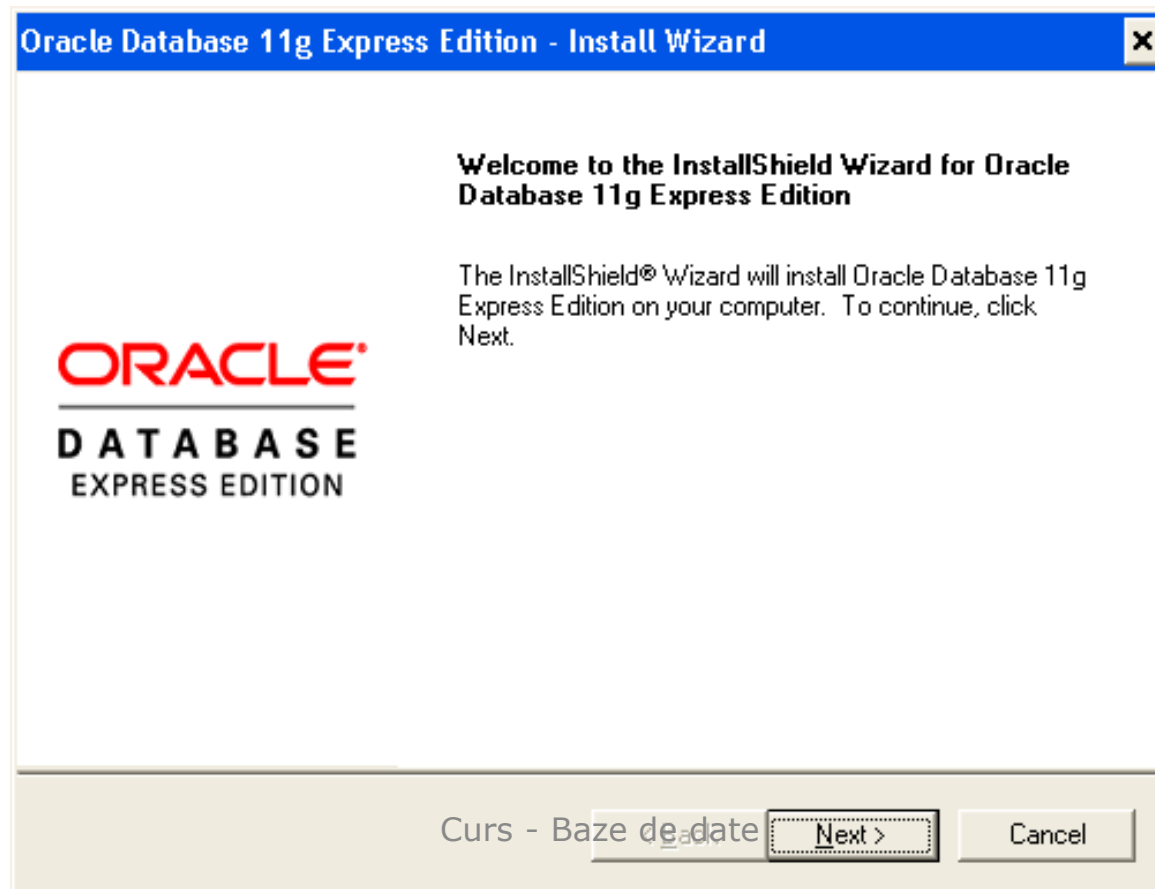 Oracle Database 11g Express Edition - Install Wizard
Welcome to the InstallShield Wizard for Oracle
Database 11g Express Edition
The InstallShield® Wizard will install Oracle Database 11g
Express Edition on your computer.  To continue, click
Next.
ORACLE
DATABASE
EXPRESS EDITION
Curs - Baze de date
< Back
Next >
Cancel